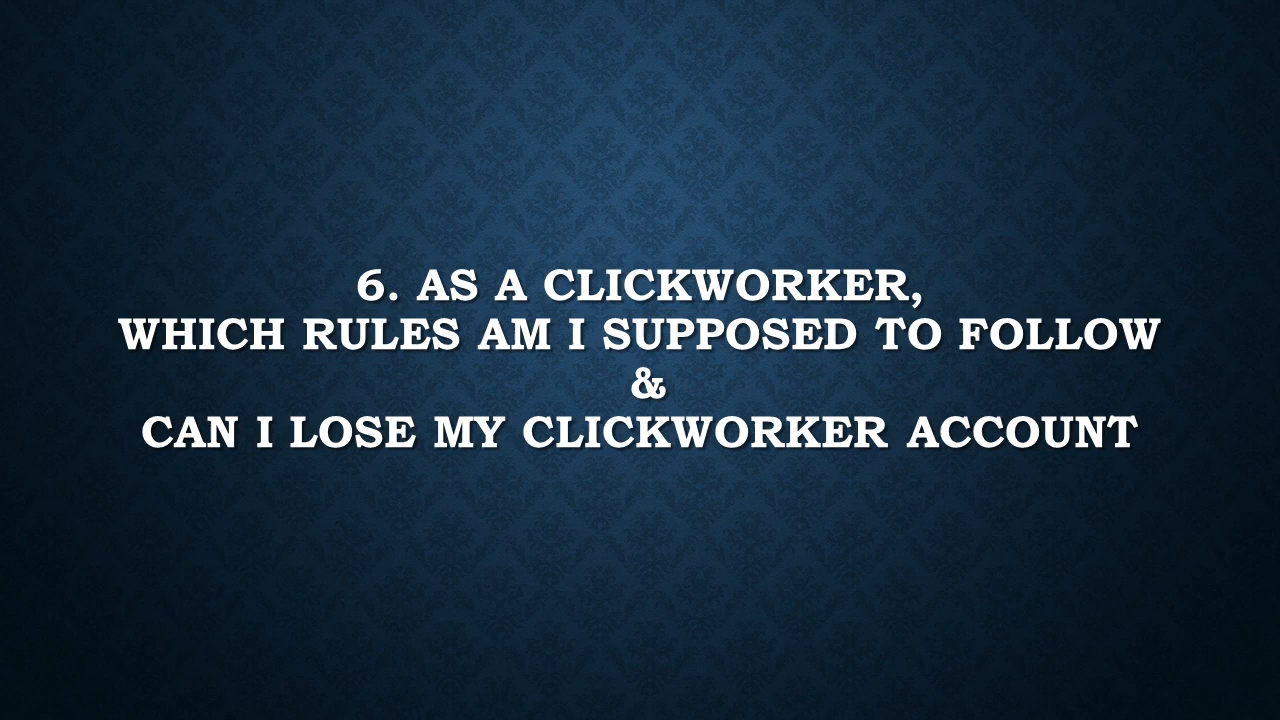 6. AS A CLICKWORKER,
WHICH RULES AM I SUPPOSED TO FOLLOW
&
CAN I LOSE MY CLICKWORKER ACCOUNT